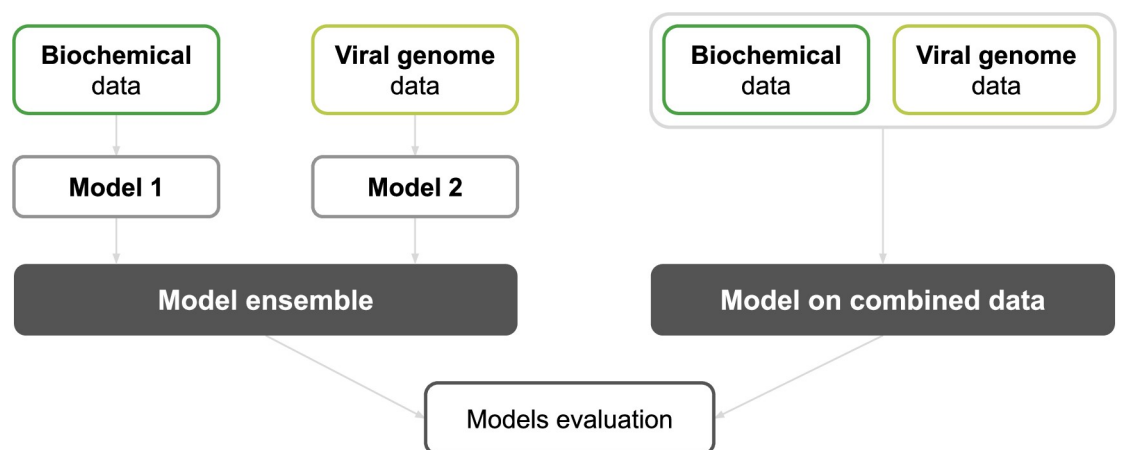 Biochemical
data
Viral genome
data
Biochemical
data
Viral genome
data
Model 1
Model 2
Model ensemble
Model on combined data
Models evaluation